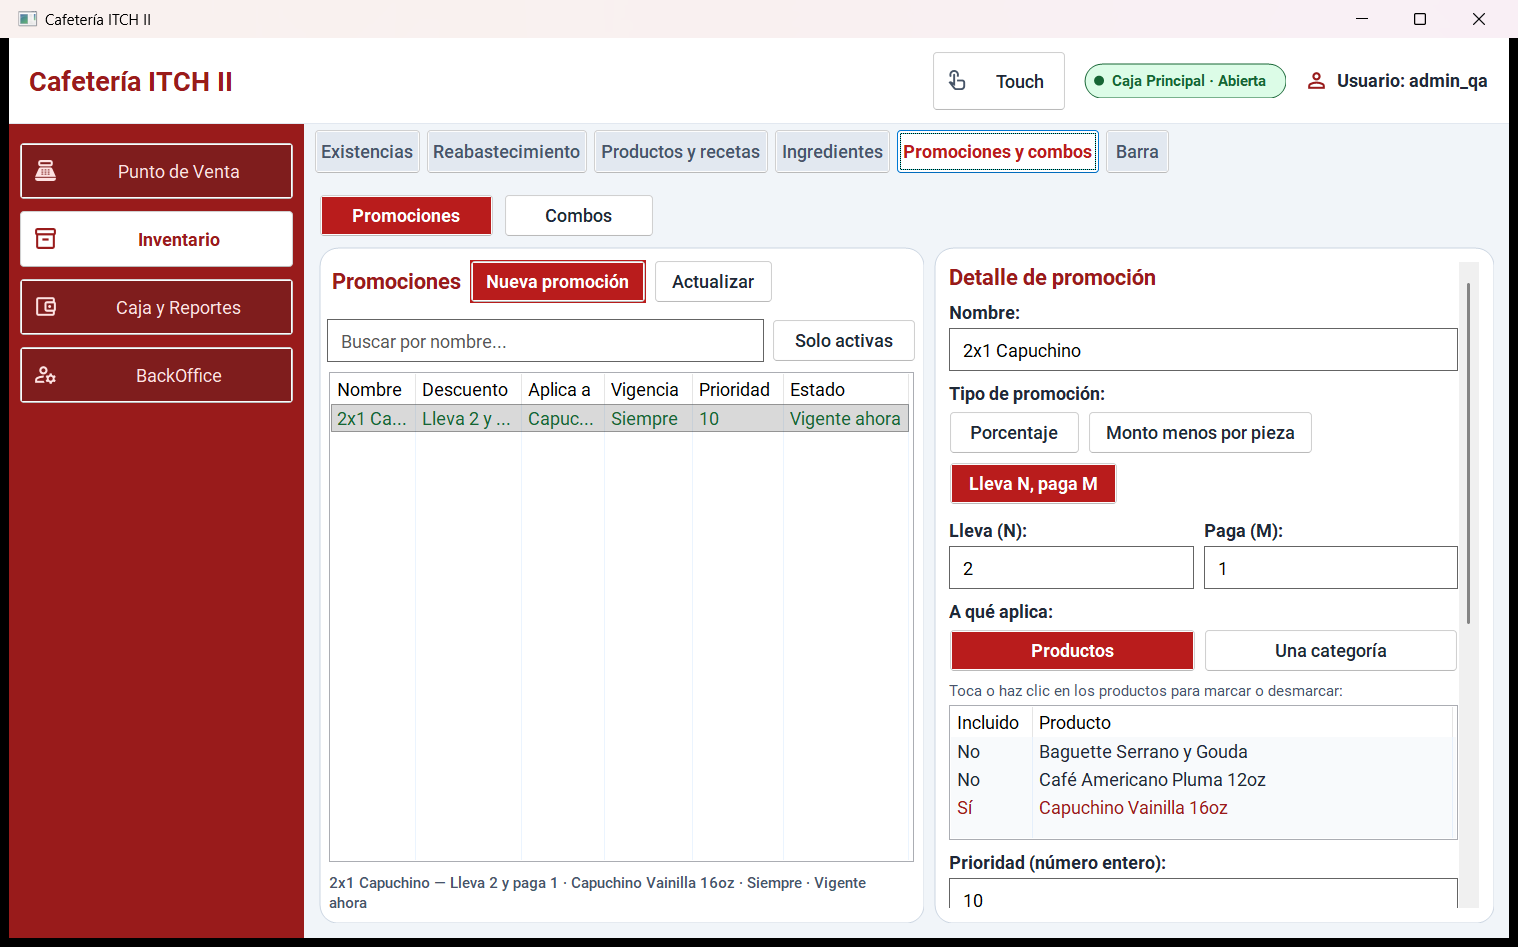 Cafetería ITCH II
Cafetería ITCH II
Touch
Caja Principal · Abierta
Usuario: admin_qa
Punto de Venta
Inventario
Caja y Reportes
BackOffice
Existencias
Reabastecimiento
Productos y recetas
Ingredientes
Promociones y combos
Barra
Promociones
Combos
Promociones
Nueva promoción
Actualizar
Buscar por nombre...
Solo activas
Nombre Descuento Aplica a Vigencia Prioridad Estado
2x1 Ca... Lleva 2 y ... Capuc... Siempre 10 Vigente ahora
2x1 Capuchino — Lleva 2 y paga 1 · Capuchino Vainilla 16oz · Siempre · Vigente
ahora
Detalle de promoción
Nombre:
2x1 Capuchino
Tipo de promoción:
Porcentaje
Monto menos por pieza
Lleva N, paga M
Lleva (N): Paga (M):
2 1
A qué aplica:
Productos
Una categoría
Toca o haz clic en los productos para marcar o desmarcar:
Incluido Producto
No Baguette Serrano y Gouda
No Café Americano Pluma 12oz
Sí Capuchino Vainilla 16oz
Prioridad (número entero):
10